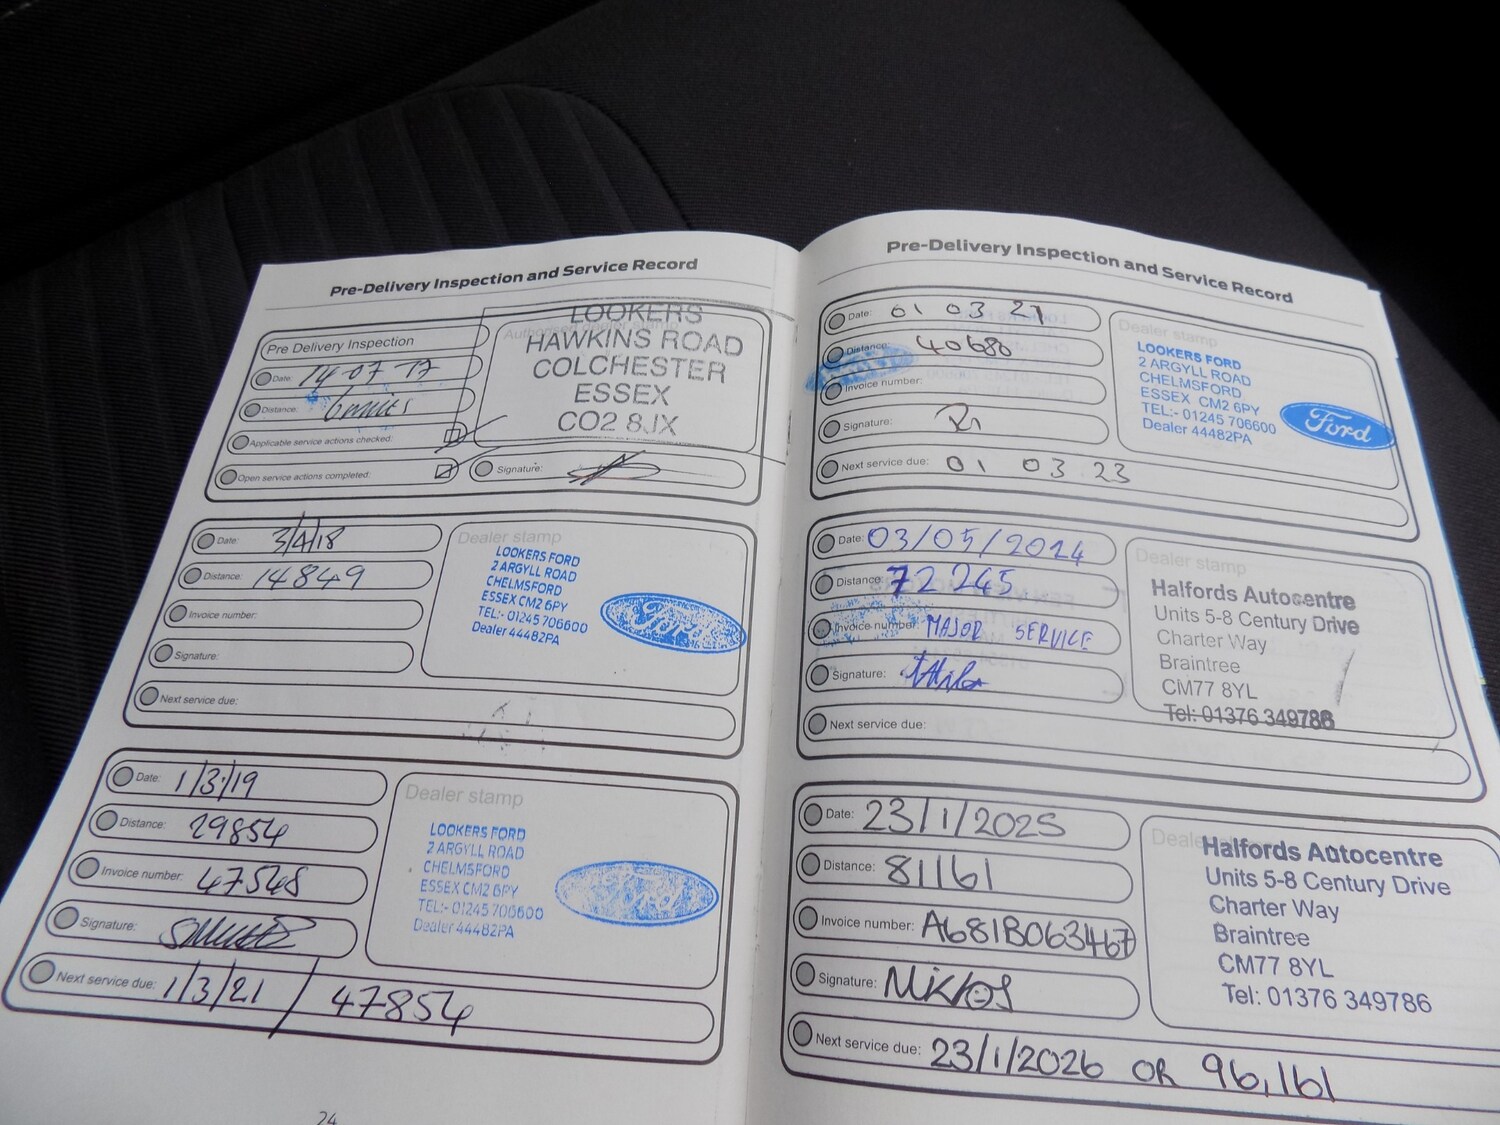 Pre-Delivery Inspection and Service Record
Pre Delivery Inspection
Date: 14 07 17
Distance: 6 miles
Applicable service actions checked:
Open service actions completed:
Authorised dealer stamp
LOOKERS
HAWKINS ROAD
COLCHESTER
ESSEX
CO2 8JX
Signature:
Date: 3/4/18
Distance: 14849
Invoice number:
Signature:
Next service due:
Dealer stamp
LOOKERS FORD
2 ARGYLL ROAD
CHELMSFORD
ESSEX CM2 6PY
TEL:- 01245 706600
Dealer 44482PA
Ford
Date: 1/3/19
Distance: 29854
Invoice number: 47548
Signature:
Next service due: 1/3/21 / 47854
Dealer stamp
LOOKERS FORD
2 ARGYLL ROAD
CHELMSFORD
ESSEX CM2 6PY
TEL:- 01245 706600
Dealer 44482PA
24
Pre-Delivery Inspection and Service Record
Date: 01 03 21
Distance: 40680
Invoice number:
Signature:
Next service due: 01 03 23
Dealer stamp
LOOKERS FORD
2 ARGYLL ROAD
CHELMSFORD
ESSEX CM2 6PY
TEL:- 01245 706600
Dealer 44482PA
Ford
Date: 03/05/2024
Distance: 72245
Invoice number: MAJOR SERVICE
Signature:
Next service due:
Dealer stamp
Halfords Autocentre
Units 5-8 Century Drive
Charter Way
Braintree
CM77 8YL
Tel: 01376 349786
Date: 23/1/2025
Distance: 81161
Invoice number: A681B063467
Signature:
Next service due: 23/1/2026 OR 96,161
Halfords Autocentre
Units 5-8 Century Drive
Charter Way
Braintree
CM77 8YL
Tel: 01376 349786